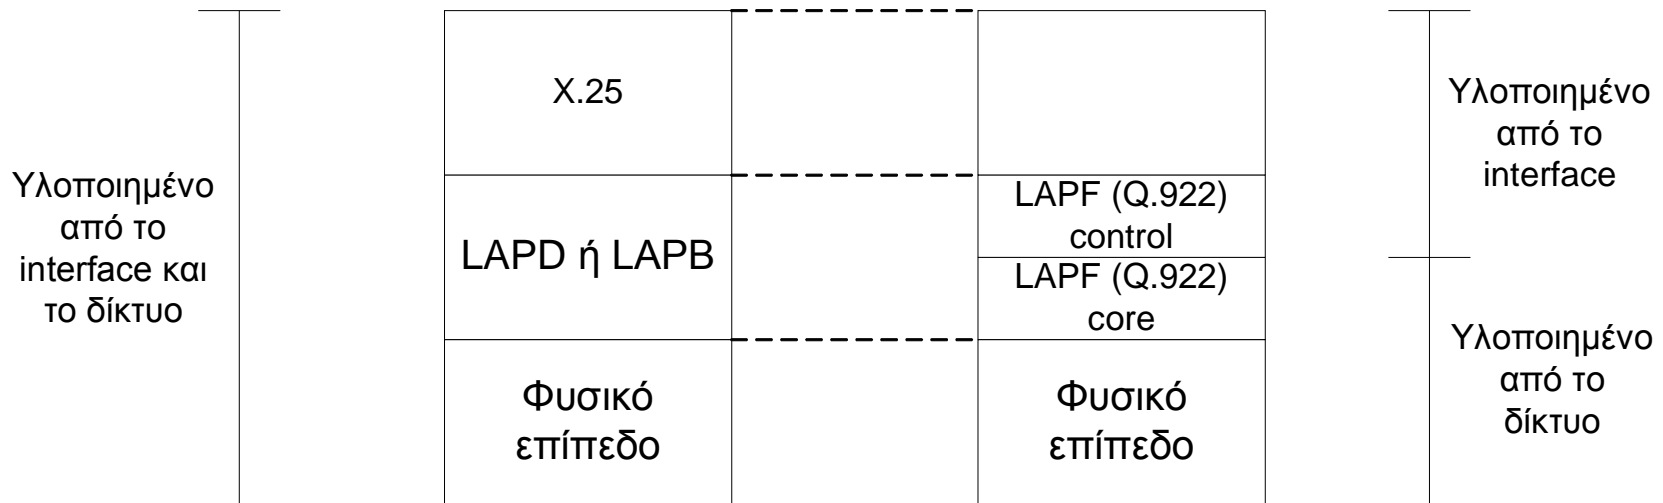 Υλοποιημένο
από το
interface και
το δίκτυο
X.25
LAPD ή LAPB
Φυσικό
επίπεδο
LAPF (Q.922)
control
LAPF (Q.922)
core
Φυσικό
επίπεδο
Υλοποιημένο
από το
interface
Υλοποιημένο
από το
δίκτυο